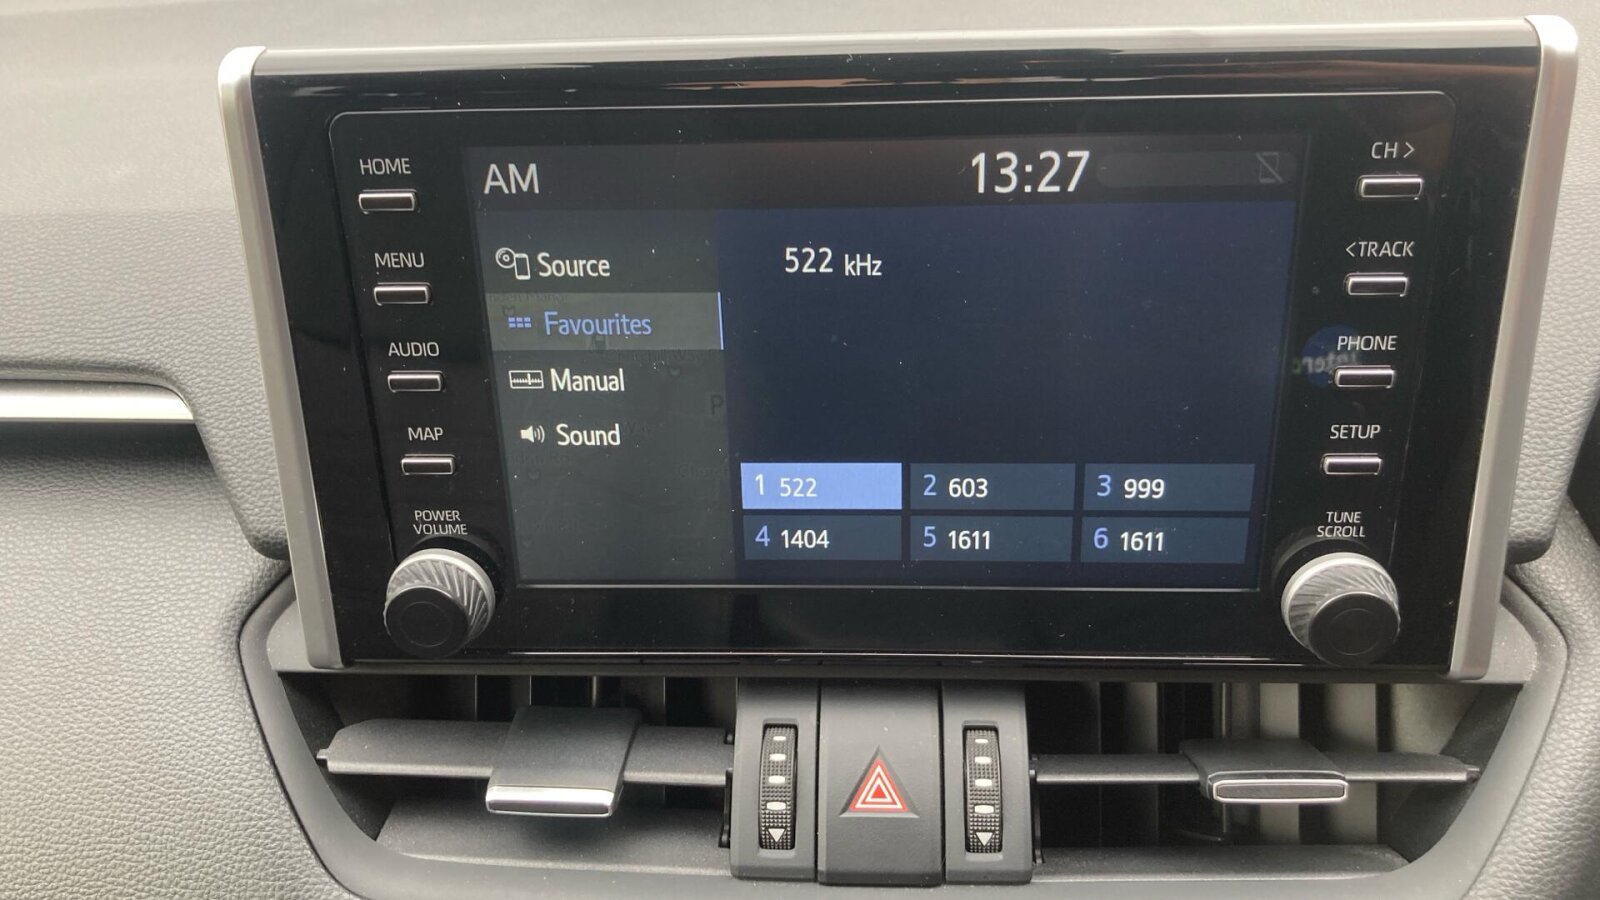 HOME
MENU
AUDIO
MAP
POWER
VOLUME
AM
13:27
Source
Favourites
Manual
Sound
522 kHz
1 522
2 603
3 999
4 1404
5 1611
6 1611
CH >
<TRACK
PHONE
SETUP
TUNE
SCROLL